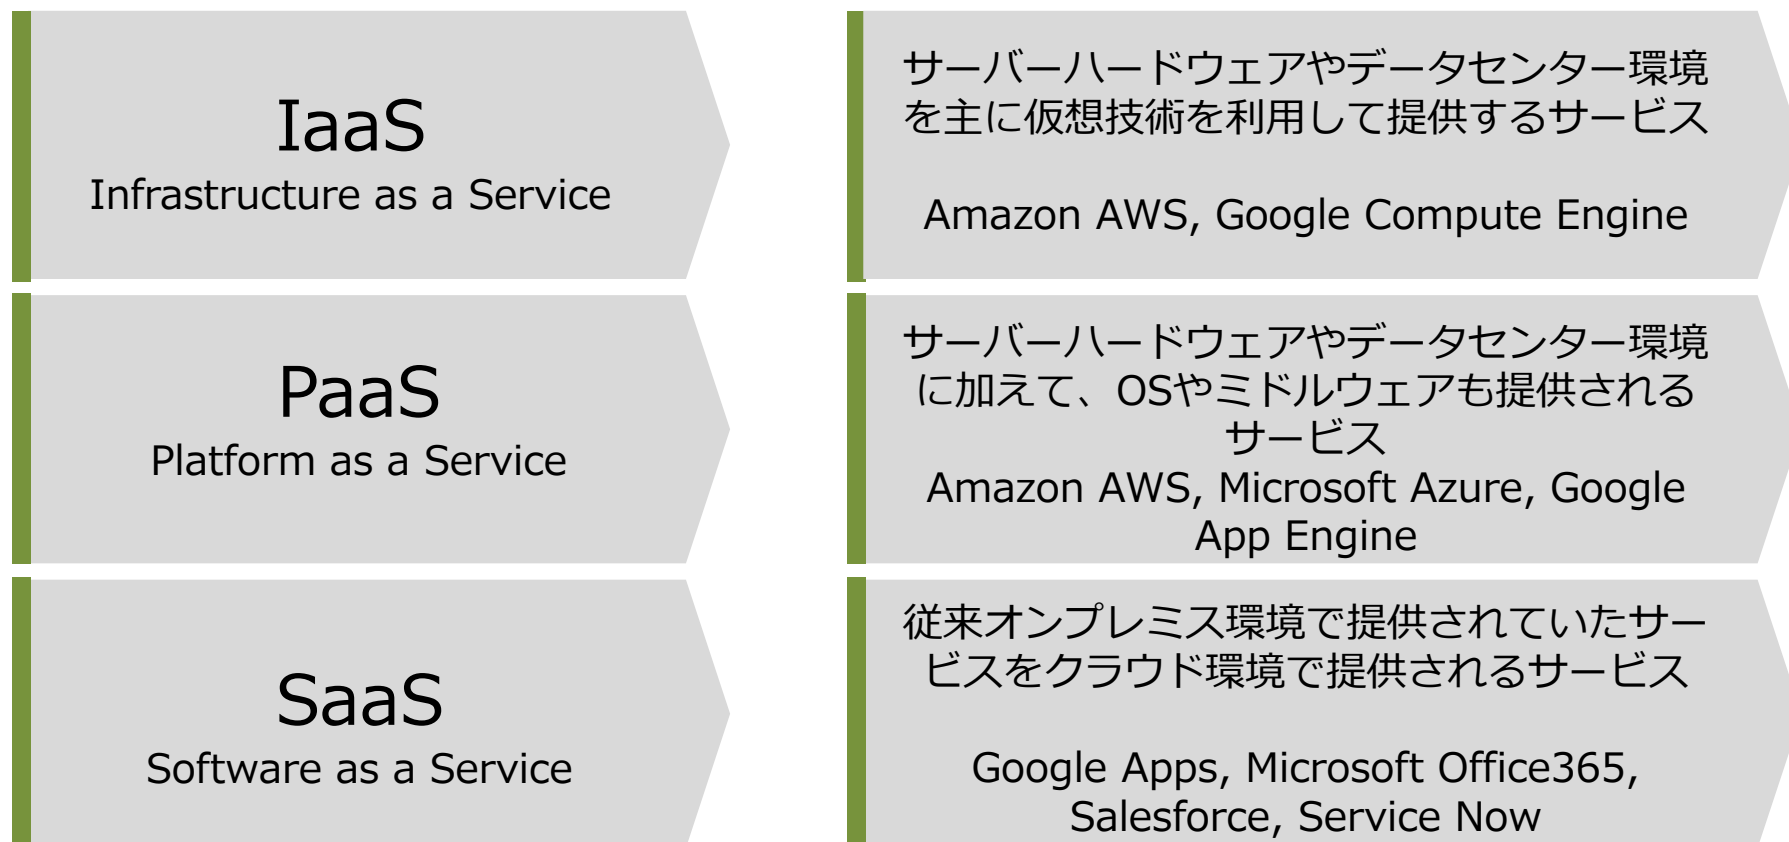 IaaS
Infrastructure as a Service
サーバーハードウェアやデータセンター環境
を主に仮想技術を利用して提供するサービス
Amazon AWS, Google Compute Engine
PaaS
Platform as a Service
サーバーハードウェアやデータセンター環境
に加えて、OSやミドルウェアも提供される
サービス
Amazon AWS, Microsoft Azure, Google
App Engine
SaaS
Software as a Service
従来オンプレミス環境で提供されていたサー
ビスをクラウド環境で提供されるサービス
Google Apps, Microsoft Office365,
Salesforce, Service Now